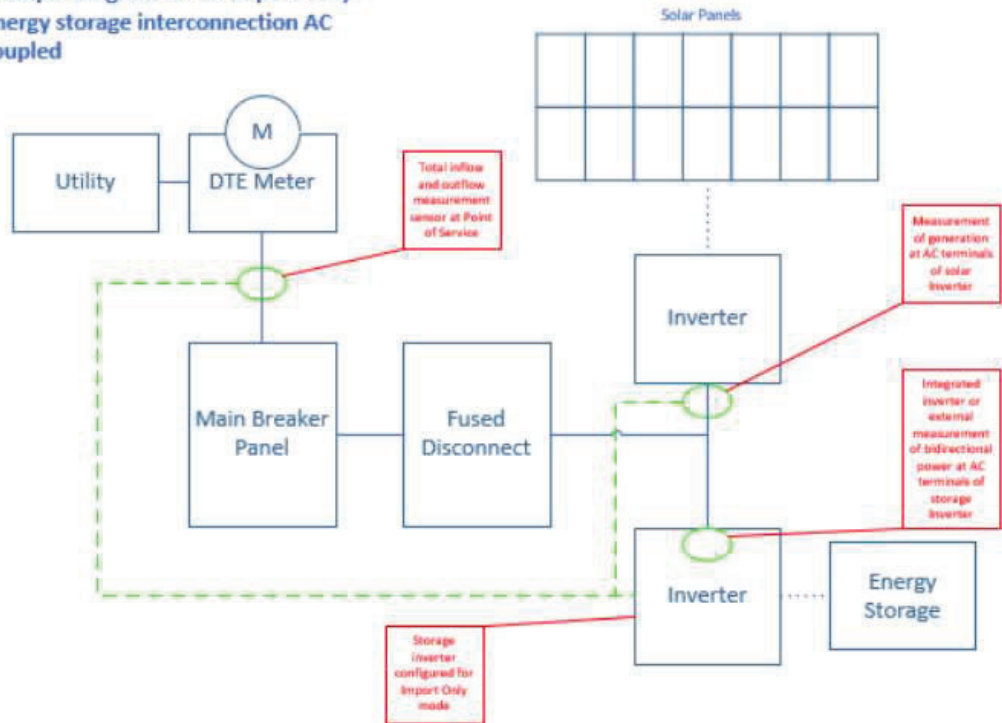 nergy storage interconnection AC
oupled
Solar Panels
M
Utility
DTE Meter
Total inflow
and outflow
measurement
sensor at Point
of Service
Measurement
of generation
at AC terminals
of solar
Inverter
Inverter
Main Breaker
Panel
Fused
Disconnect
Integrated
inverter or
external
measurement
of bidirectional
power at AC
terminals of
storage
Inverter
Inverter
Energy
Storage
Storage
inverter
configured for
Import Only
mode